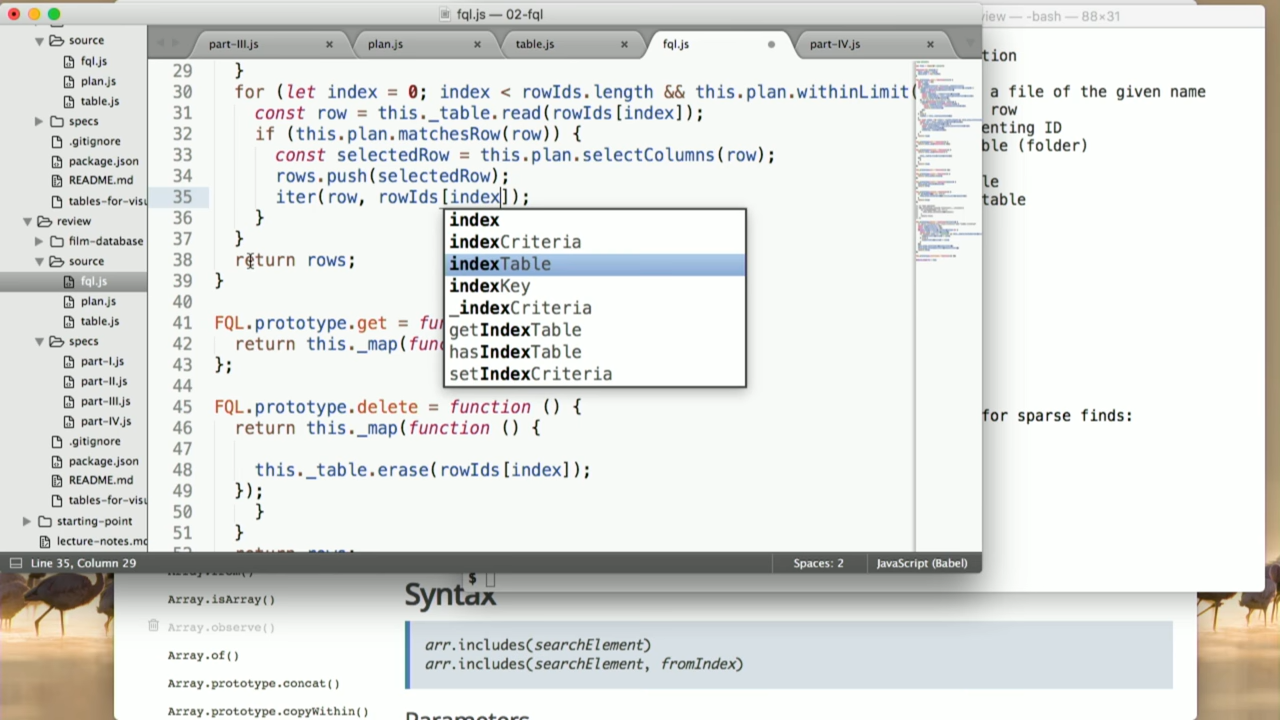 fql.js — 02-fql
view — -bash — 88×31
source
fql.js
plan.js
table.js
specs
.gitignore
package.json
README.md
tables-for-visu
review
film-database
source
fql.js
plan.js
table.js
specs
part-I.js
part-II.js
part-III.js
part-IV.js
.gitignore
package.json
README.md
tables-for-visu
starting-point
lecture-notes.md
part-III.js
plan.js
table.js
fql.js
part-IV.js
29 }
30 for (let index = 0; index < rowIds.length && this.plan.withinLimit(
31 const row = this._table.read(rowIds[index]);
32 if (this.plan.matchesRow(row)) {
33 const selectedRow = this.plan.selectColumns(row);
34 rows.push(selectedRow);
35 iter(row, rowIds[index]);
36 }
37 }
38 return rows;
39 }
40
41 FQL.prototype.get = fun
42 return this._map(func
43 };
44
45 FQL.prototype.delete = function () {
46 return this._map(function () {
47
48 this._table.erase(rowIds[index]);
49 });
50 }
51 }
return rows;
index
indexCriteria
indexTable
indexKey
_indexCriteria
getIndexTable
hasIndexTable
setIndexCriteria
Line 35, Column 29
Spaces: 2
JavaScript (Babel)
tion
a file of the given name
row
enting ID
ble (folder)
le
table
for sparse finds:
$
Array.from()
Array.isArray()
Array.observe()
Array.of()
Array.prototype.concat()
Array.prototype.copyWithin()
Syntax
arr.includes(searchElement)
arr.includes(searchElement, fromIndex)
Parameters